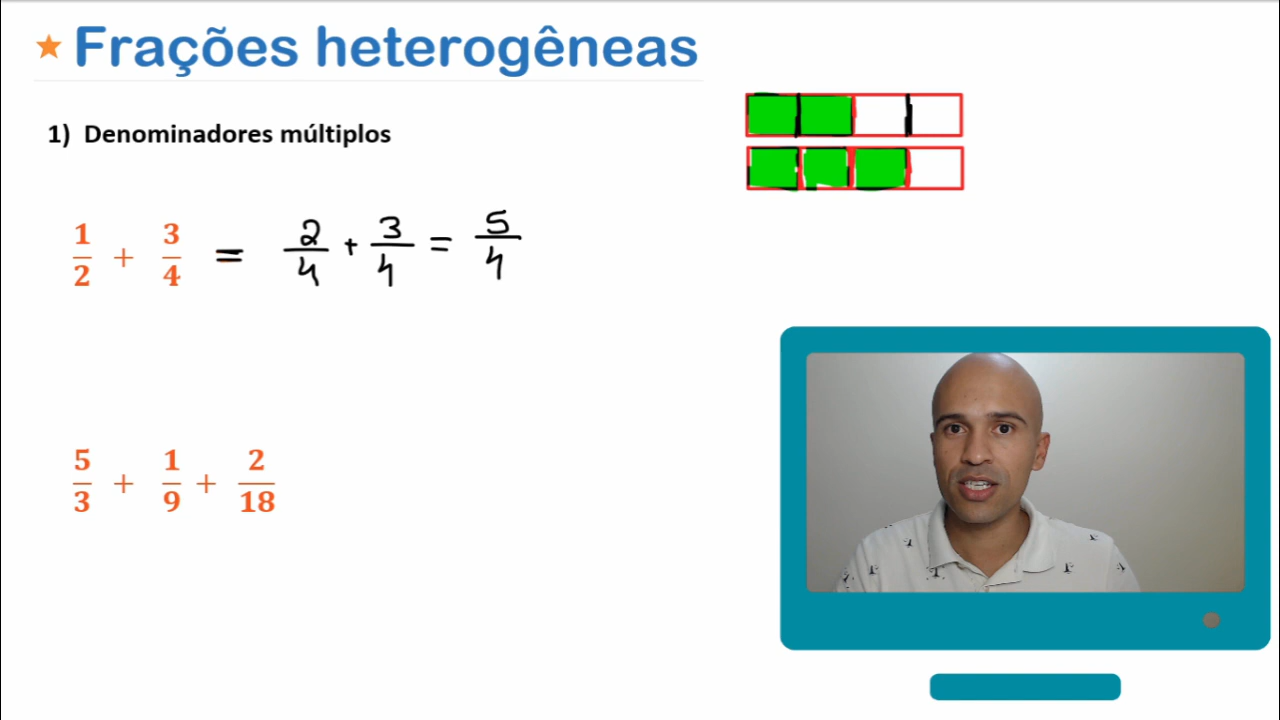 Frações heterogêneas
1) Denominadores múltiplos
1/2 + 3/4 = 2/4 + 3/4 = 5/4
5/3 + 1/9 + 2/18